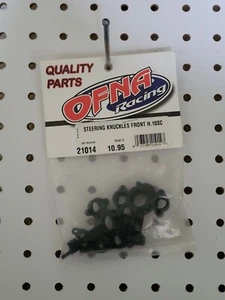 QUALITY
PARTS
OFNA
Racing
STEERING KNUCKLES FRONT H.10SC
21014 10.95